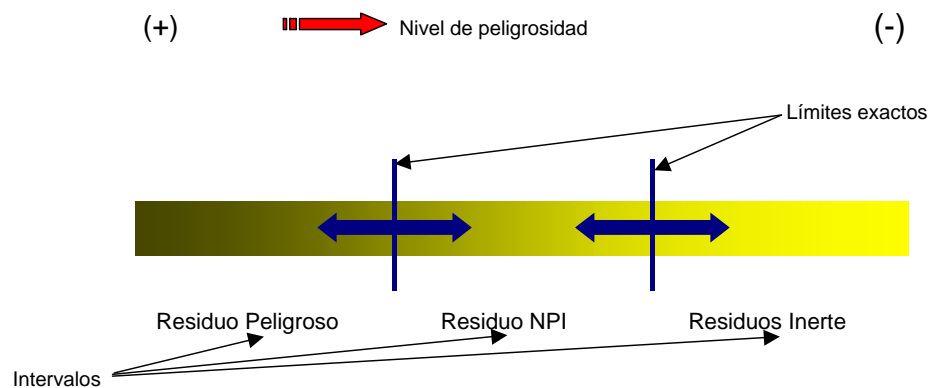 (+)
Nivel de peligrosidad
(-)
Límites exactos
Residuo Peligroso
Residuo NPI
Residuos Inerte
Intervalos